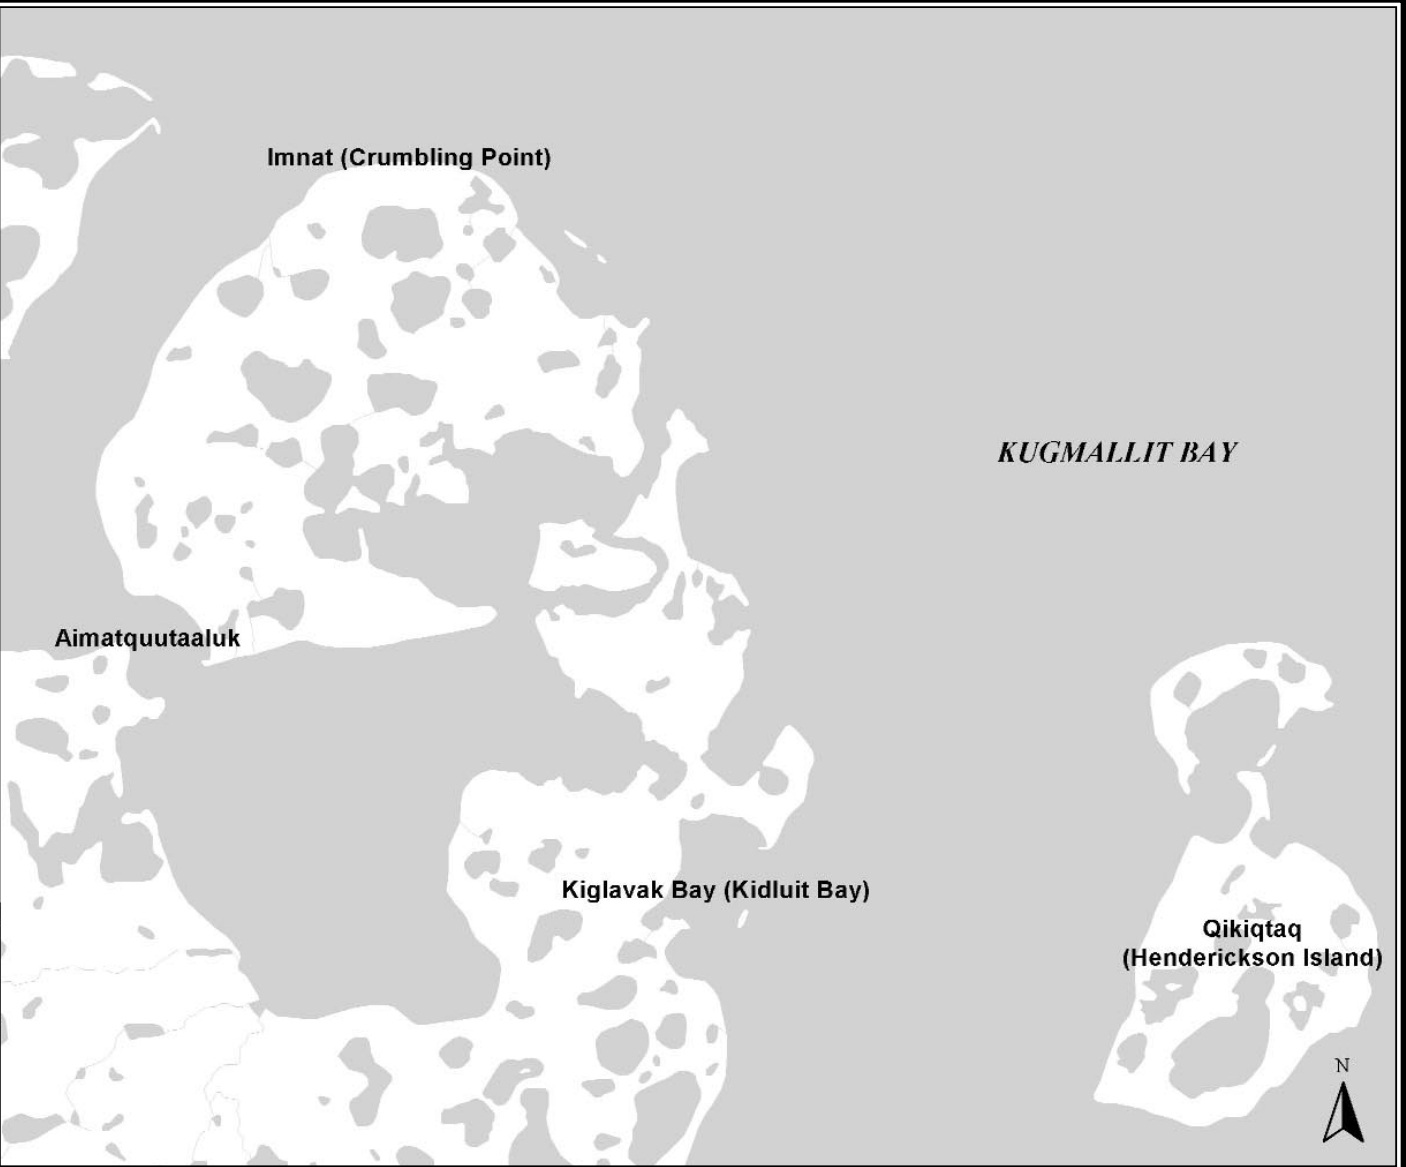 Imnat (Crumbling Point)
KUGMALLIT BAY
Aimatquutaaluk
Kiglavak Bay (Kidluit Bay)
Qikiqtaq
(Henderickson Island)
N